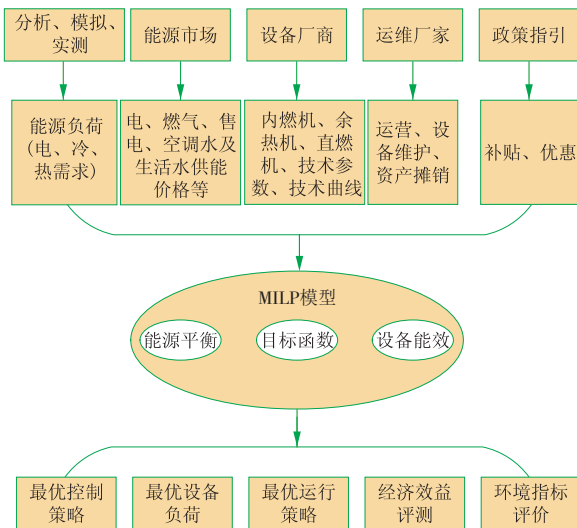 分析、模拟、
实测
能源市场
设备厂商
运维厂家
政策指引
能源负荷
(电、冷、
热需求)
电、燃气、售
电、空调水及
生活水供能
价格等
内燃机、余
热机、直燃
机、技术参
数、技术曲线
运营、设
备维护、
资产摊销
补贴、优惠
MILP模型
能源平衡
目标函数
设备能效
最优控制
策略
最优设备
负荷
最优运行
策略
经济效益
评测
环境指标
评价